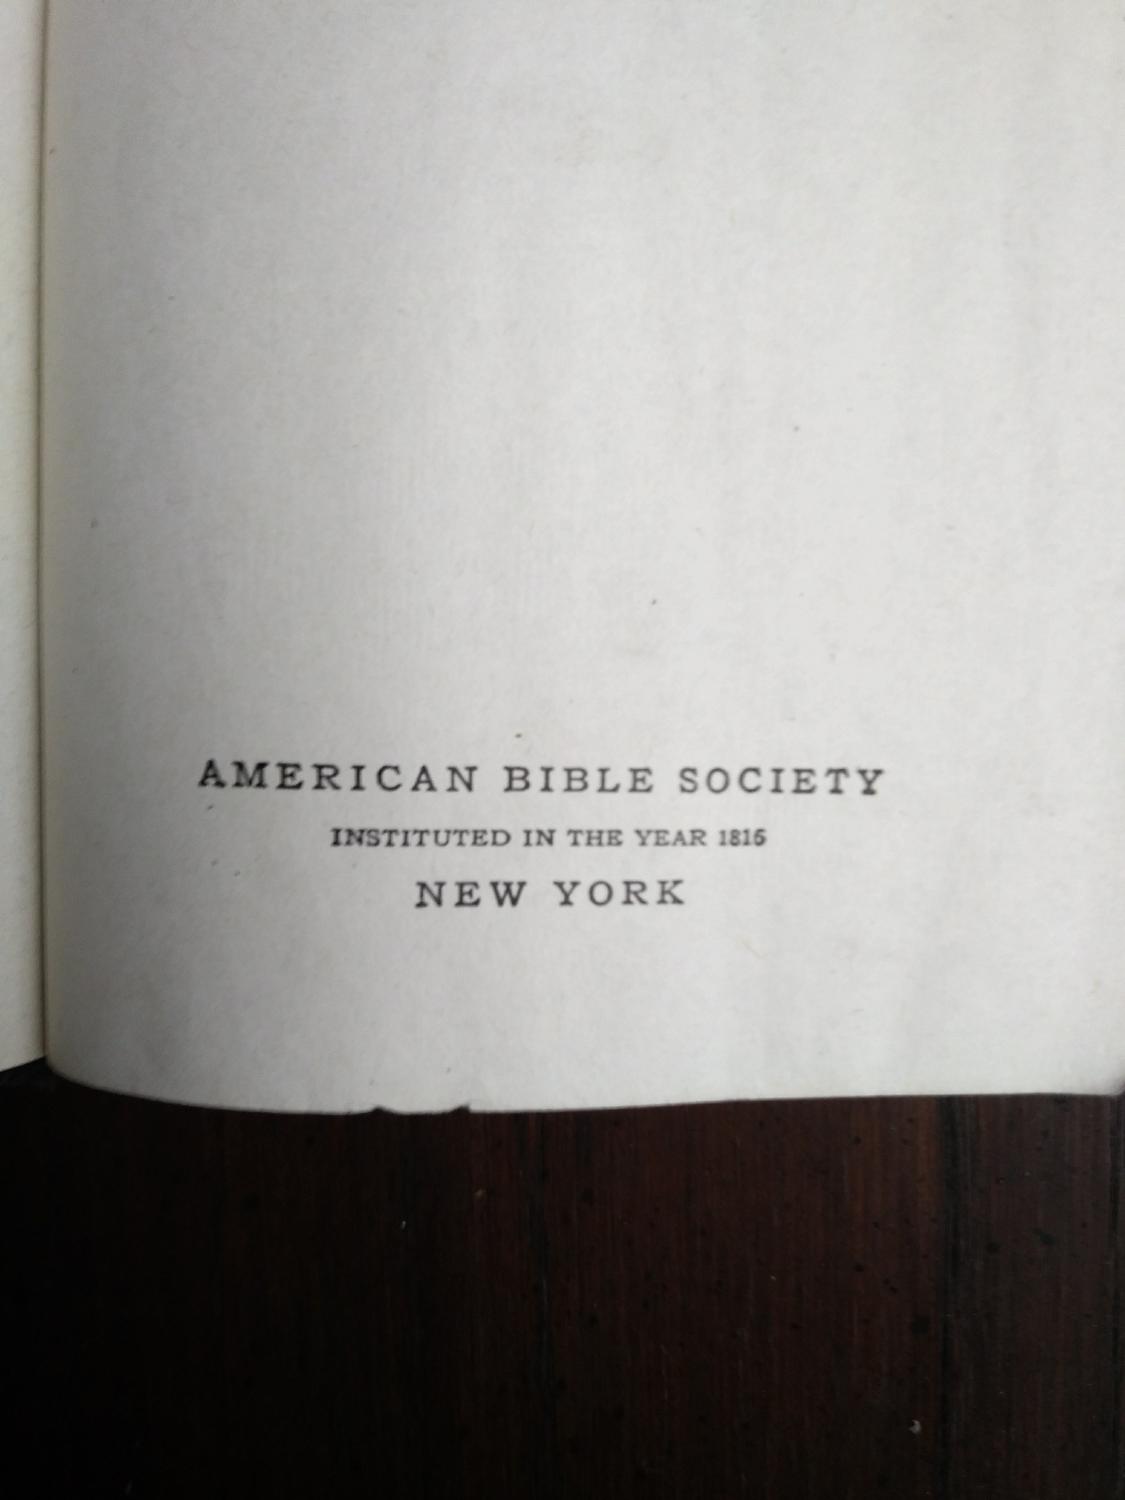 AMERICAN BIBLE SOCIETY
INSTITUTED IN THE YEAR 1816
NEW YORK